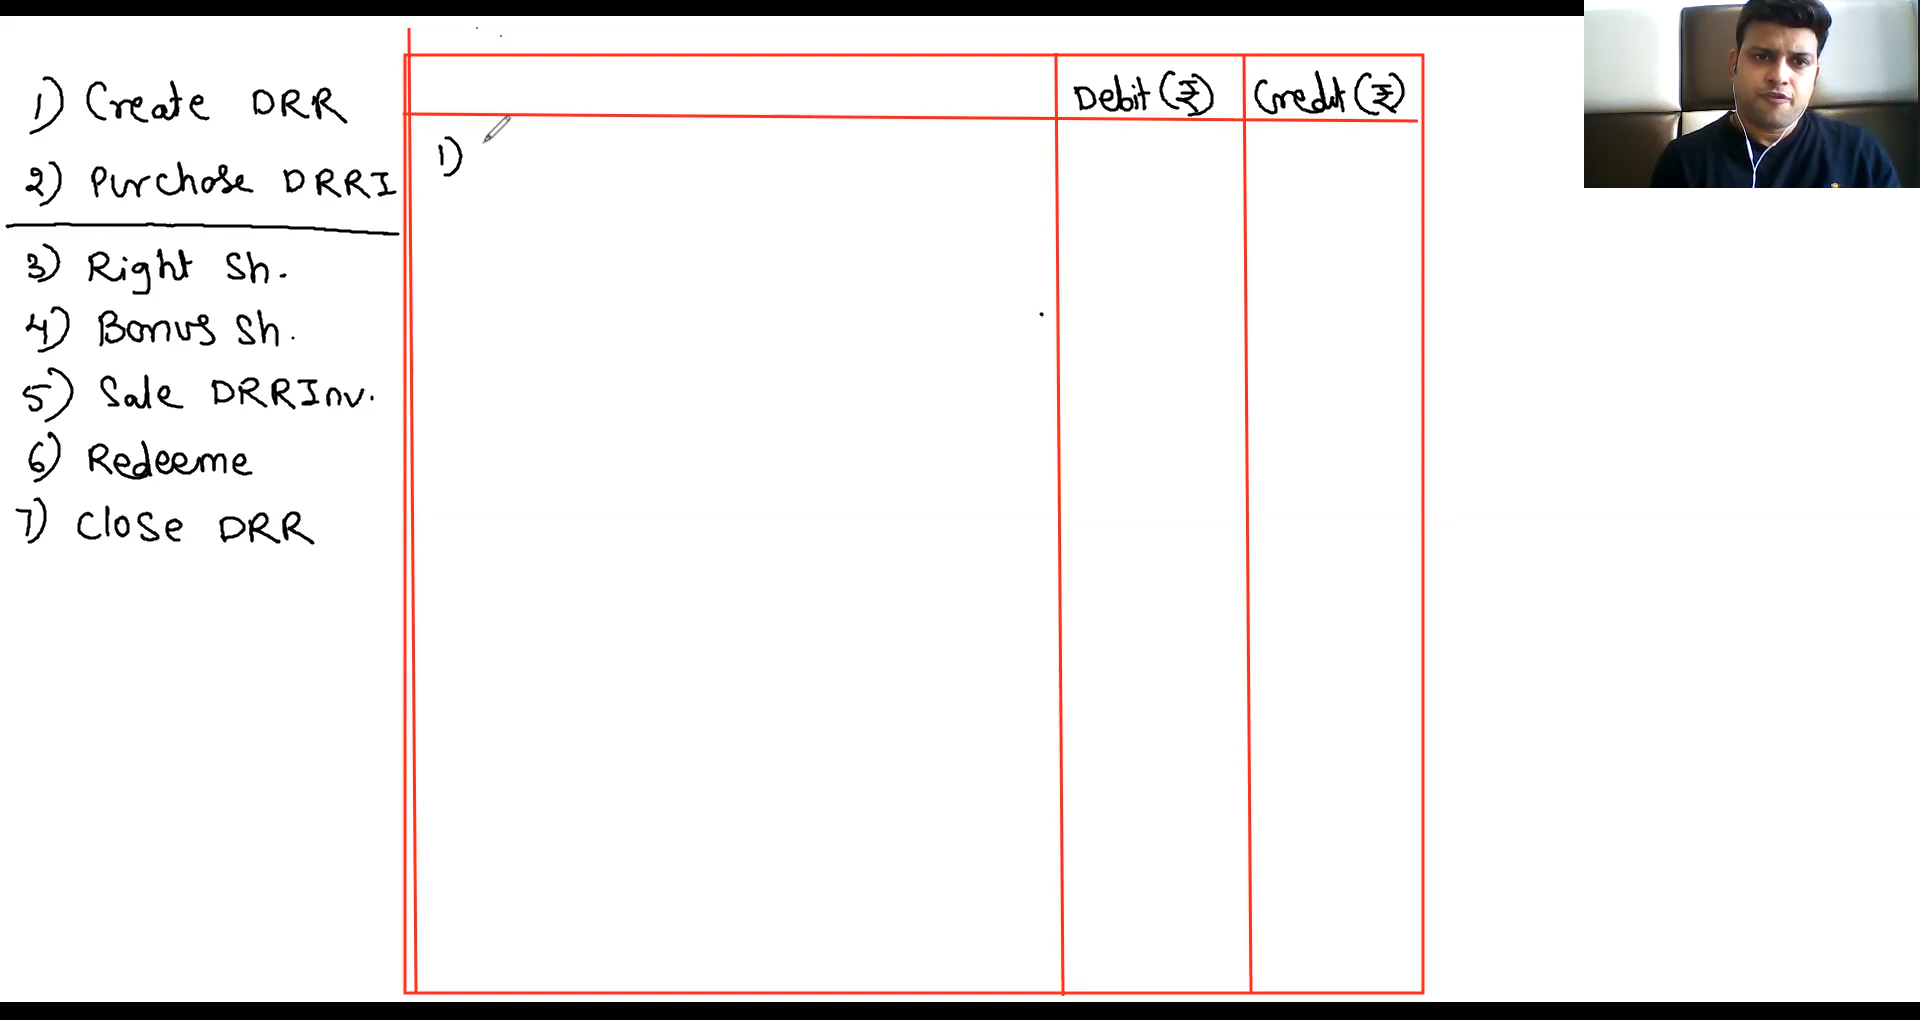 1) Create DRR
2) Purchase DRRI
3) Right Sh.
4) Bonus Sh.
5) Sale DRRInv.
6) Redeeme
7) Close DRR
Debit (₹) Credit (₹)
1)